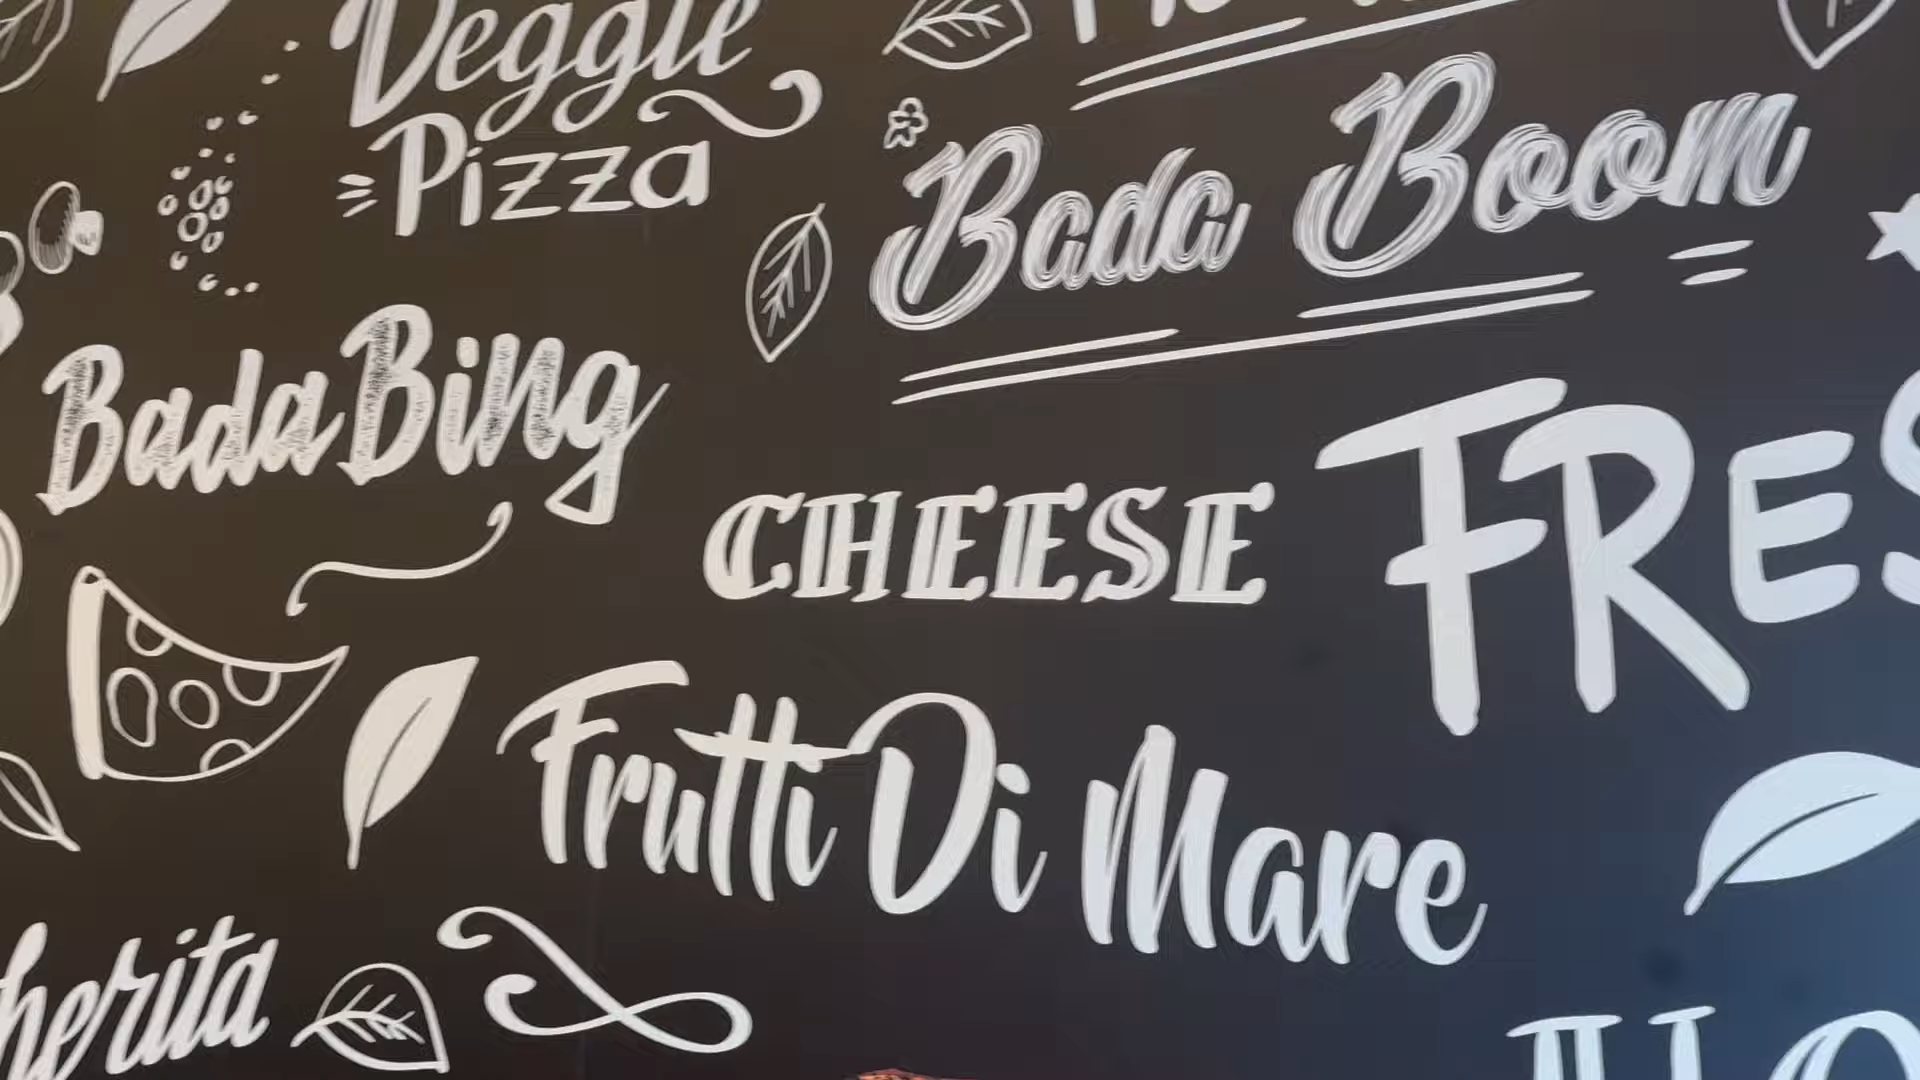 Veggie
Pizza
Bada Boom
Bada Bing
CHEESE
FRES
Frutti Di Mare
herita